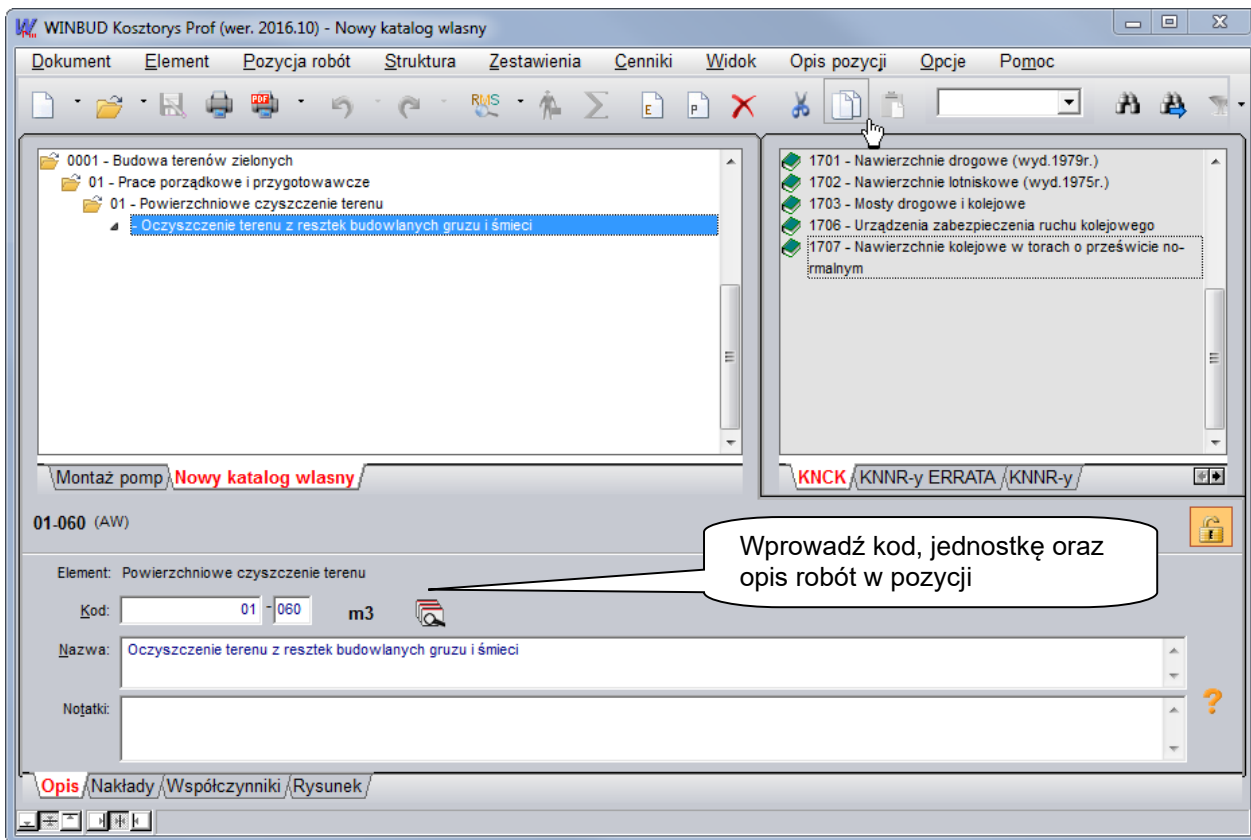 WINBUD Kosztorys Prof (wer. 2016.10) - Nowy katalog wlasny
Dokument Element Pozycja robót Struktura Zestawienia Cenniki Widok Opis pozycji Opcje Pomoc
PDF RMS E P
0001 - Budowa terenów zielonych
01 - Prace porządkowe i przygotowawcze
01 - Powierzchniowe czyszczenie terenu
- Oczyszczenie terenu z resztek budowlanych gruzu i śmieci
Montaż pomp Nowy katalog wlasny
1701 - Nawierzchnie drogowe (wyd.1979r.)
1702 - Nawierzchnie lotniskowe (wyd.1975r.)
1703 - Mosty drogowe i kolejowe
1706 - Urządzenia zabezpieczenia ruchu kolejowego
1707 - Nawierzchnie kolejowe w torach o prześwicie no-
rmalnym
KNCK KNNR-y ERRATA KNNR-y
01-060 (AW)
Wprowadź kod, jednostkę oraz
opis robót w pozycji
Element: Powierzchniowe czyszczenie terenu
Kod: 01 - 060 m3
Nazwa: Oczyszczenie terenu z resztek budowlanych gruzu i śmieci
Notatki:
?
Opis Nakłady Współczynniki Rysunek